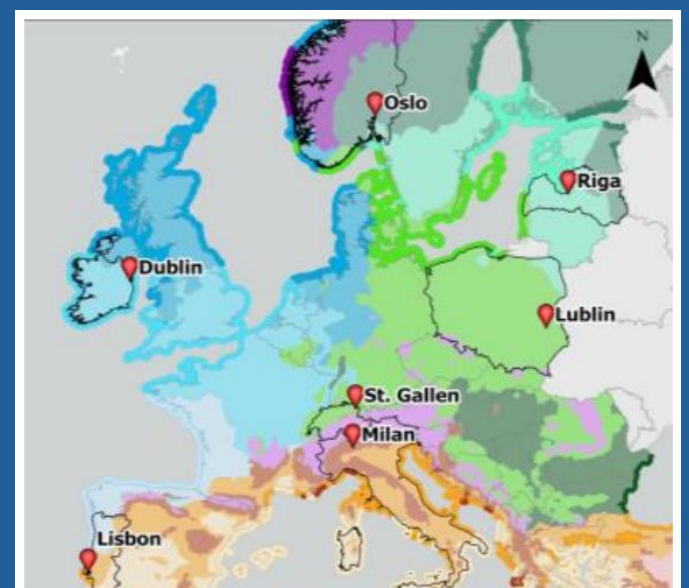 N
Oslo
Riga
Dublin
Lublin
St. Gallen
Milan
Lisbon